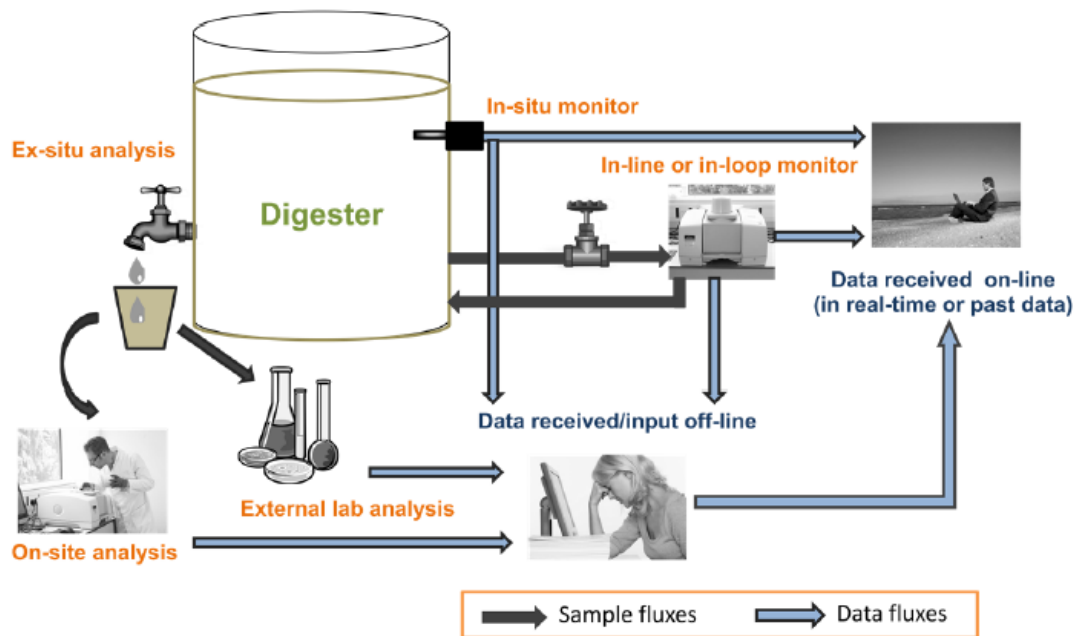 In-situ monitor
Ex-situ analysis
In-line or in-loop monitor
Digester
Data received on-line
(in real-time or past data)
Data received/input off-line
External lab analysis
On-site analysis
Sample fluxes
Data fluxes